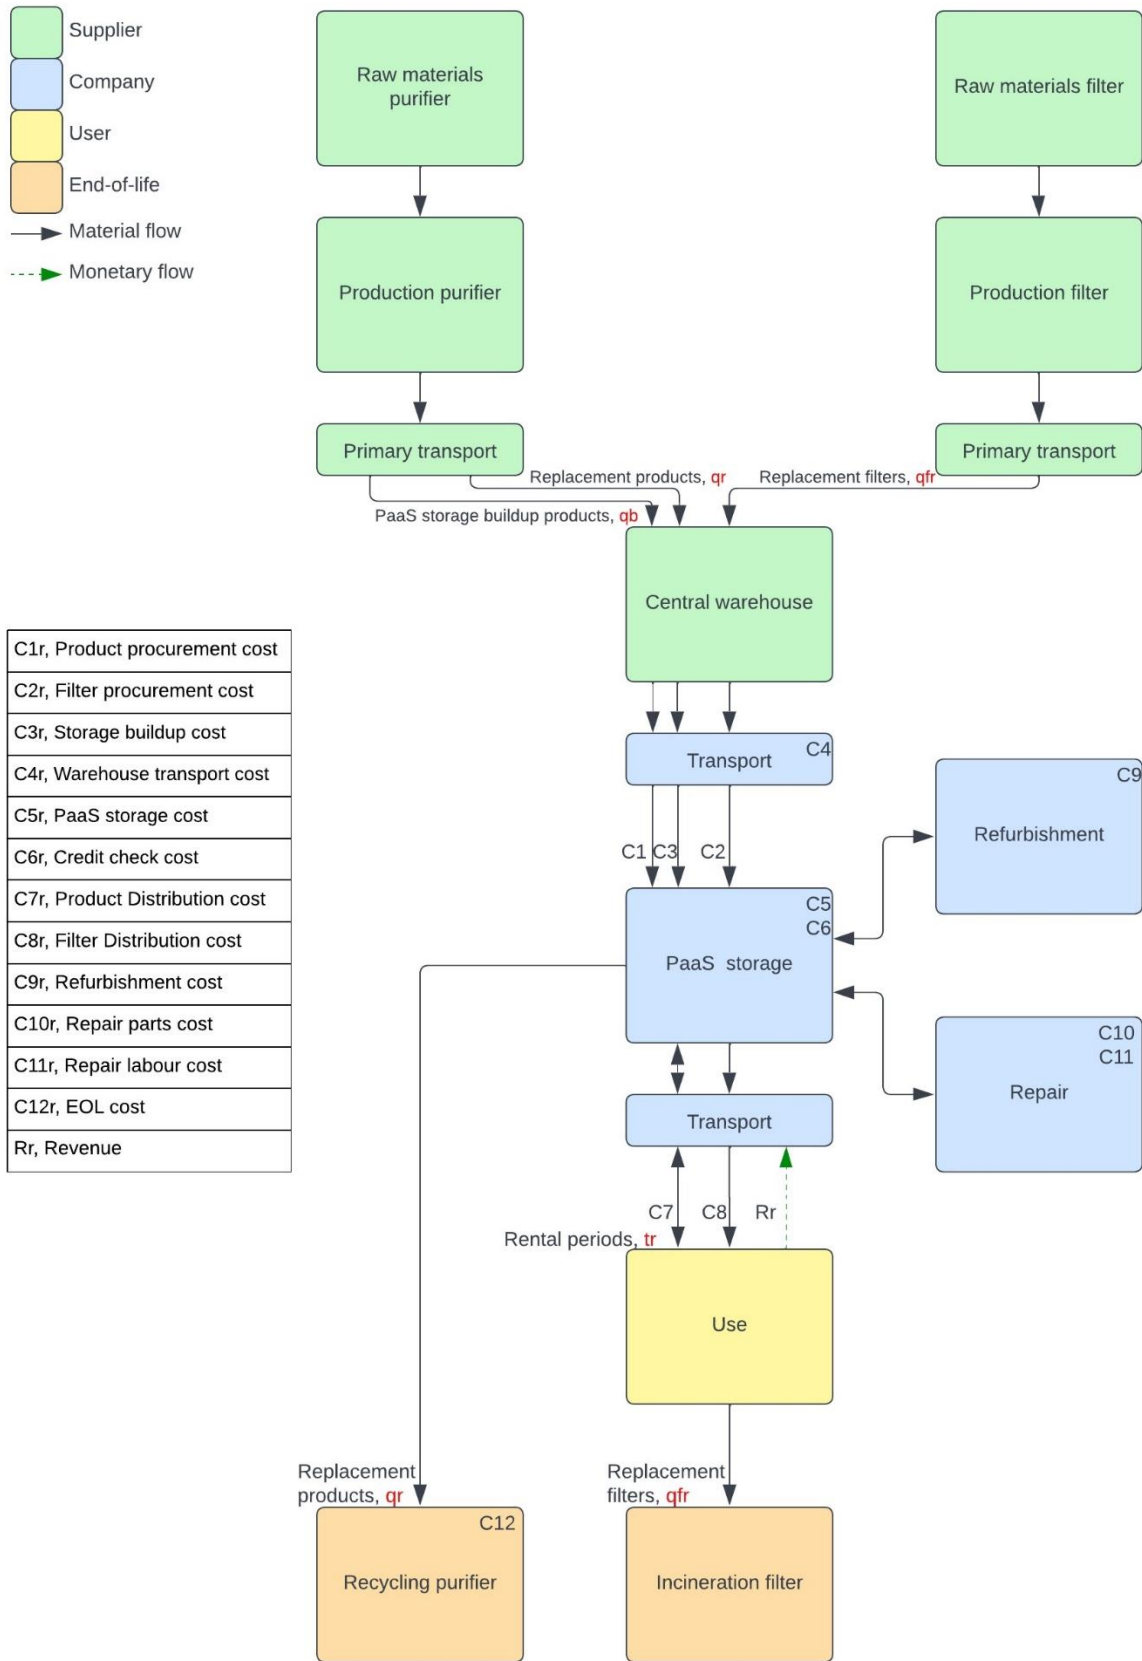 Supplier
Company
User
End-of-life
Material flow
Monetary flow
Raw materials
purifier
Raw materials filter
Production purifier
Production filter
Primary transport
Primary transport
Replacement products, qr
Replacement filters, qfr
PaaS storage buildup products, qb
Central warehouse
C1r, Product procurement cost
C2r, Filter procurement cost
C3r, Storage buildup cost
C4r, Warehouse transport cost
C5r, PaaS storage cost
C6r, Credit check cost
C7r, Product Distribution cost
C8r, Filter Distribution cost
C9r, Refurbishment cost
C10r, Repair parts cost
C11r, Repair labour cost
C12r, EOL cost
Rr, Revenue
Transport
C4
C1
C3
C2
C9
Refurbishment
C5
C6
PaaS storage
C10
C11
Repair
Transport
C7
C8
Rr
Rental periods, tr
Use
Replacement
products, qr
Replacement
filters, qfr
C12
Recycling purifier
Incineration filter